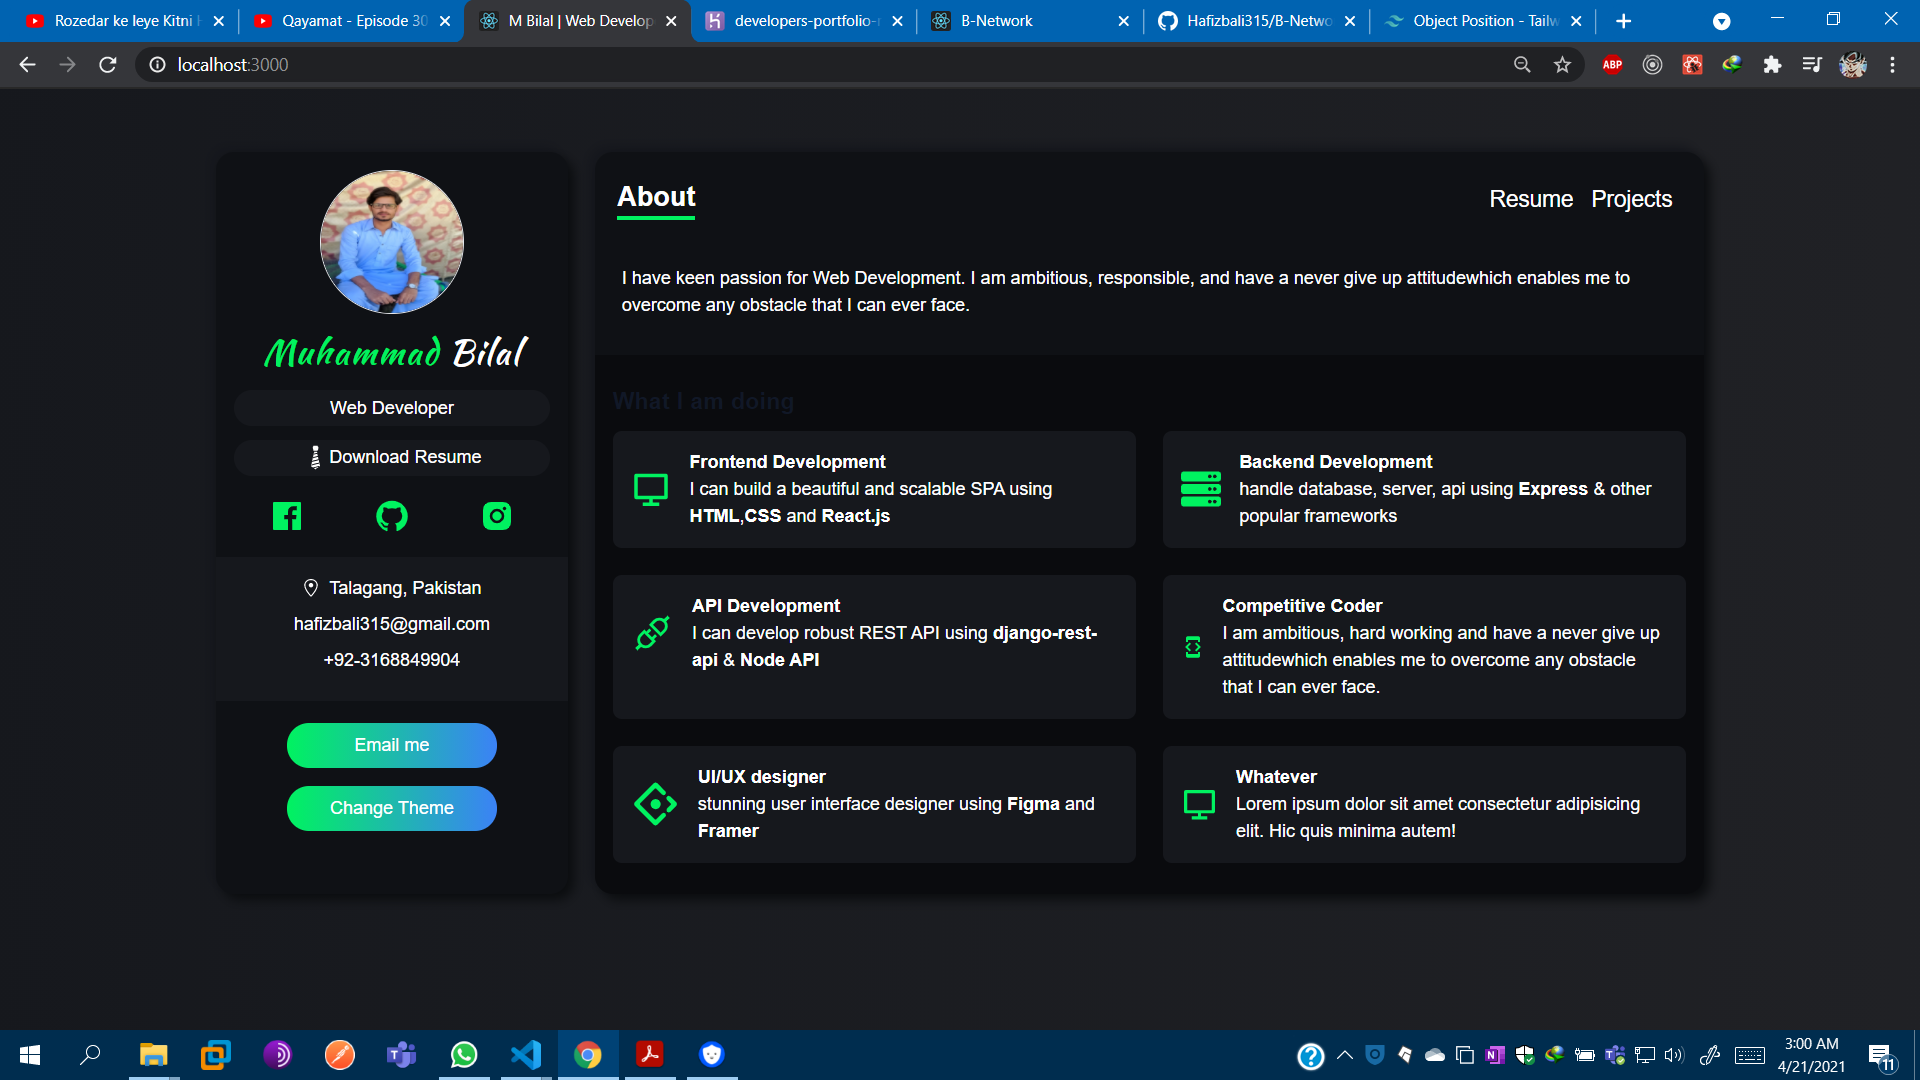 Rozedar ke leye Kitni
Qayamat - Episode 30
M Bilal | Web Develop
developers-portfolio-
B-Network
Hafizbali315/B-Netwo
Object Position - Tailw
localhost:3000
ABP
Muhammad Bilal
Web Developer
Download Resume
Talagang, Pakistan
hafizbali315@gmail.com
+92-3168849904
Email me
Change Theme
About
Resume Projects
I have keen passion for Web Development. I am ambitious, responsible, and have a never give up attitudewhich enables me to
overcome any obstacle that I can ever face.
What I am doing
Frontend Development
I can build a beautiful and scalable SPA using
HTML,CSS and React.js
Backend Development
handle database, server, api using Express & other
popular frameworks
API Development
I can develop robust REST API using django-rest-
api & Node API
Competitive Coder
I am ambitious, hard working and have a never give up
attitudewhich enables me to overcome any obstacle
that I can ever face.
UI/UX designer
stunning user interface designer using Figma and
Framer
Whatever
Lorem ipsum dolor sit amet consectetur adipisicing
elit. Hic quis minima autem!
3:00 AM
4/21/2021
11